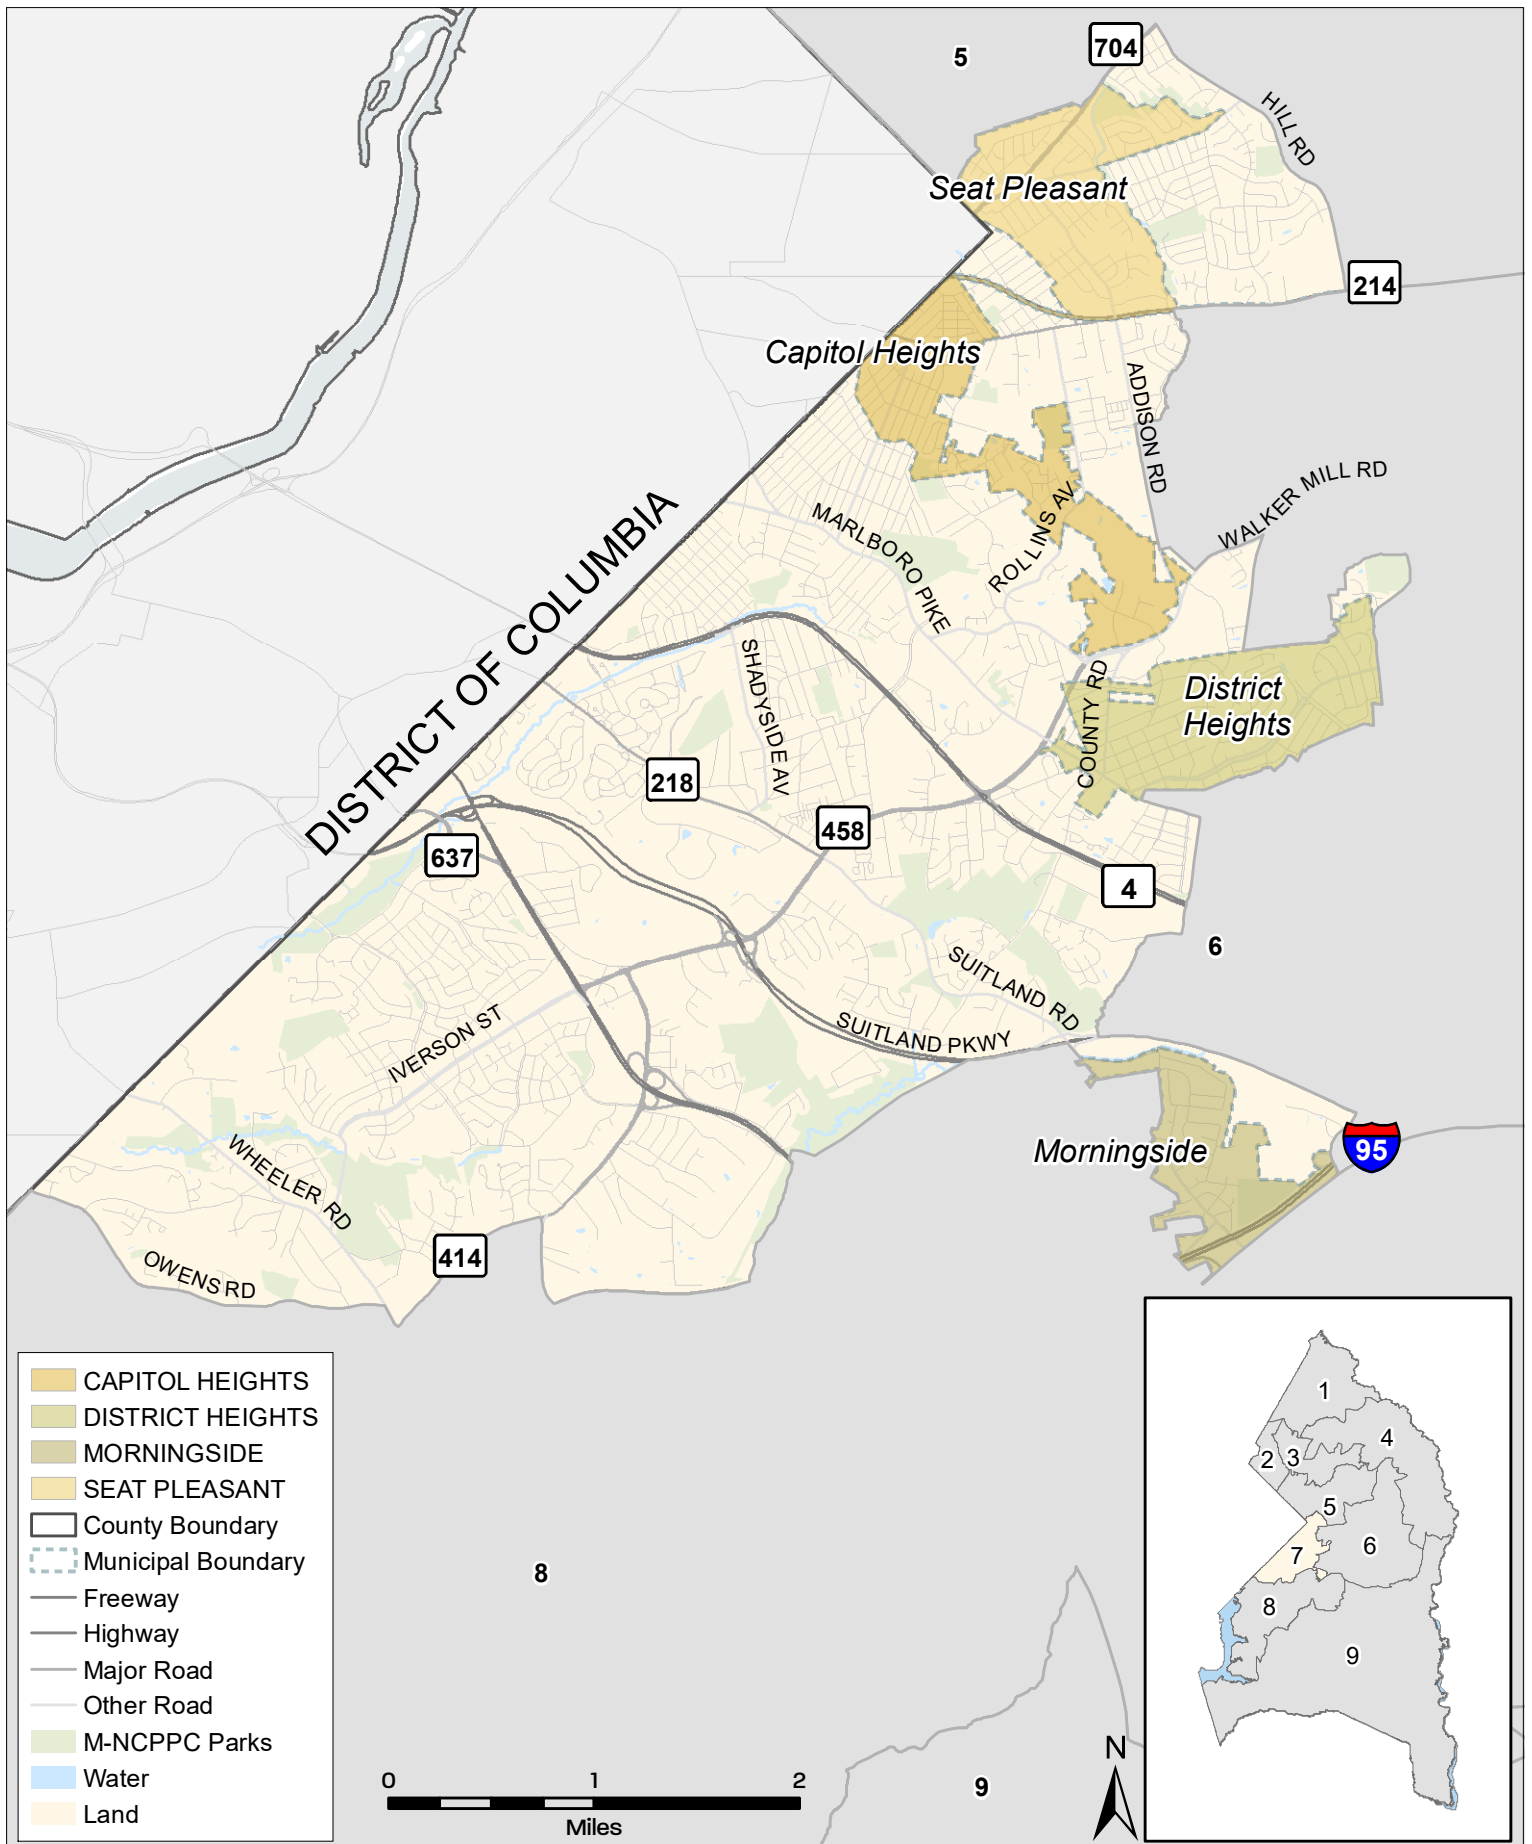 5
704
HILL RD
Seat Pleasant
214
Capitol Heights
ADDISON RD
WALKER MILL RD
MARLBORO PIKE
ROLLINS AV
DISTRICT OF COLUMBIA
SHADYSIDE AV
COUNTY RD
District
Heights
218
458
637
4
6
SUITLAND RD
IVERSON ST
SUITLAND PKWY
Morningside
95
WHEELER RD
414
OWENS RD
CAPITOL HEIGHTS
DISTRICT HEIGHTS
MORNINGSIDE
SEAT PLEASANT
County Boundary
Municipal Boundary
Freeway
Highway
Major Road
Other Road
M-NCPPC Parks
Water
Land
8
0 1 2
Miles
9
N
1
4
2
3
5
6
7
8
9